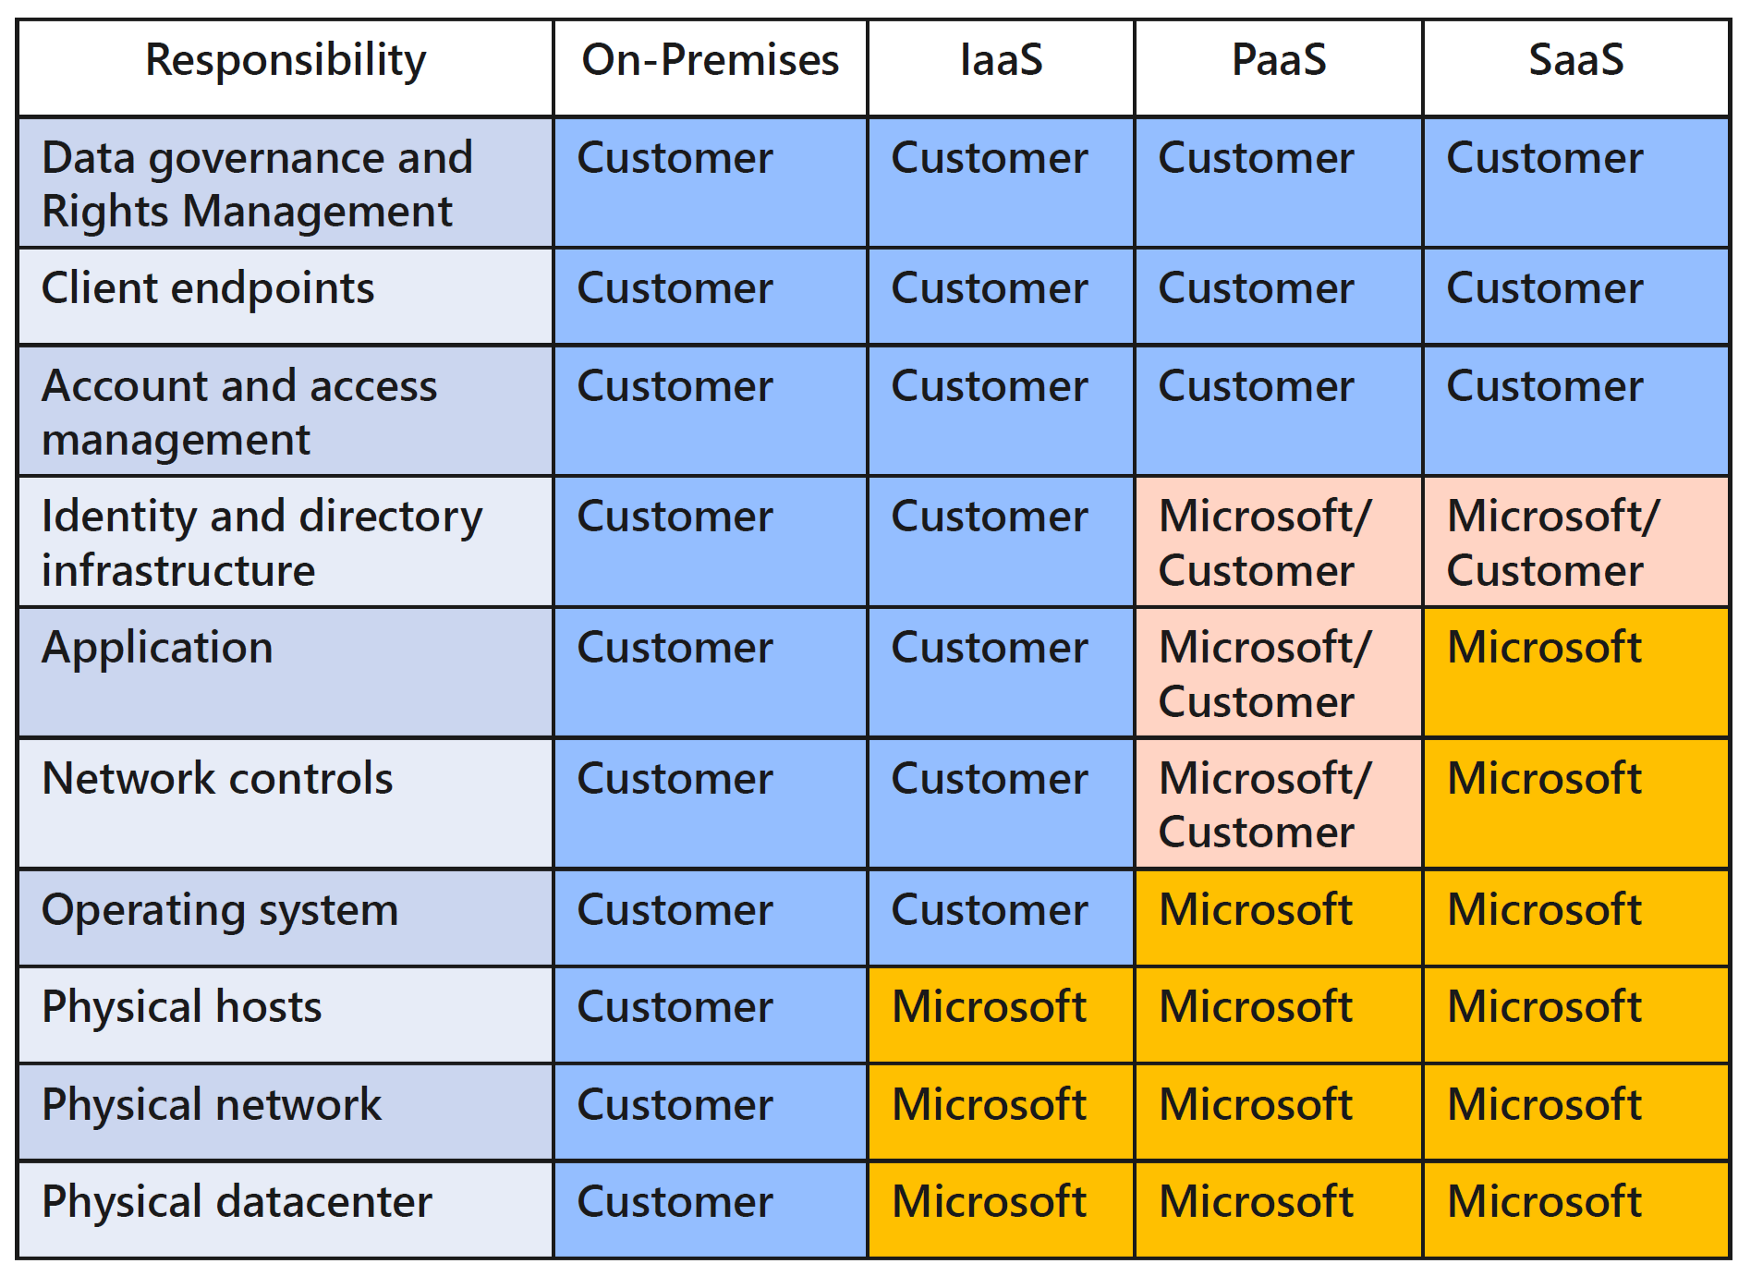 Responsibility On-Premises IaaS PaaS SaaS
Data governance and Customer Customer Customer Customer
Rights Management
Client endpoints Customer Customer Customer Customer
Account and access Customer Customer Customer Customer
management
Identity and directory Customer Customer Microsoft/ Microsoft/
infrastructure Customer Customer
Application Customer Customer Microsoft/ Microsoft
Customer
Network controls Customer Customer Microsoft/ Microsoft
Customer
Operating system Customer Customer Microsoft Microsoft
Physical hosts Customer Microsoft Microsoft Microsoft
Physical network Customer Microsoft Microsoft Microsoft
Physical datacenter Customer Microsoft Microsoft Microsoft